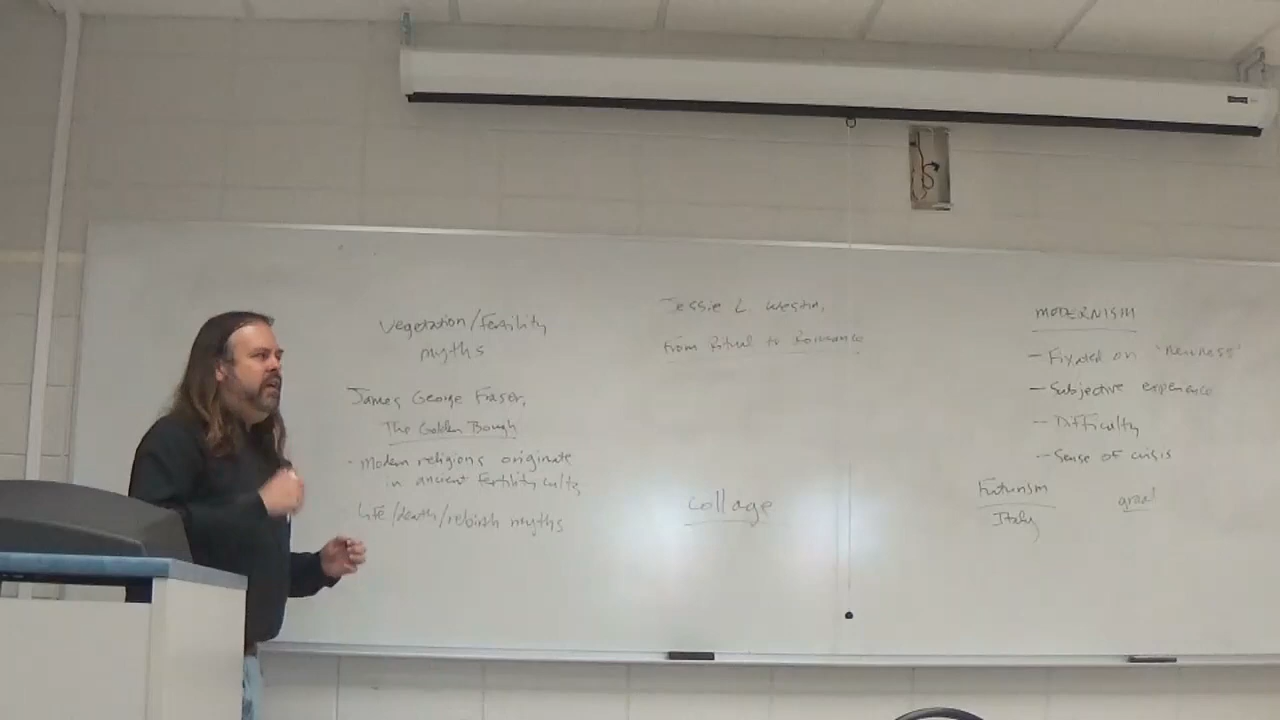 Vegetation/Fertility
myths
James George Fraser,
The Golden Bough
- Modern religions originate
in ancient fertility cults
Life/death/rebirth myths
Jessie L. Weston,
From Ritual to Romance
collage
MODERNISM
- Fixated on "newness"
- Subjective experience
- Difficulty
- Sense of crisis
Futurism
Italy
grail